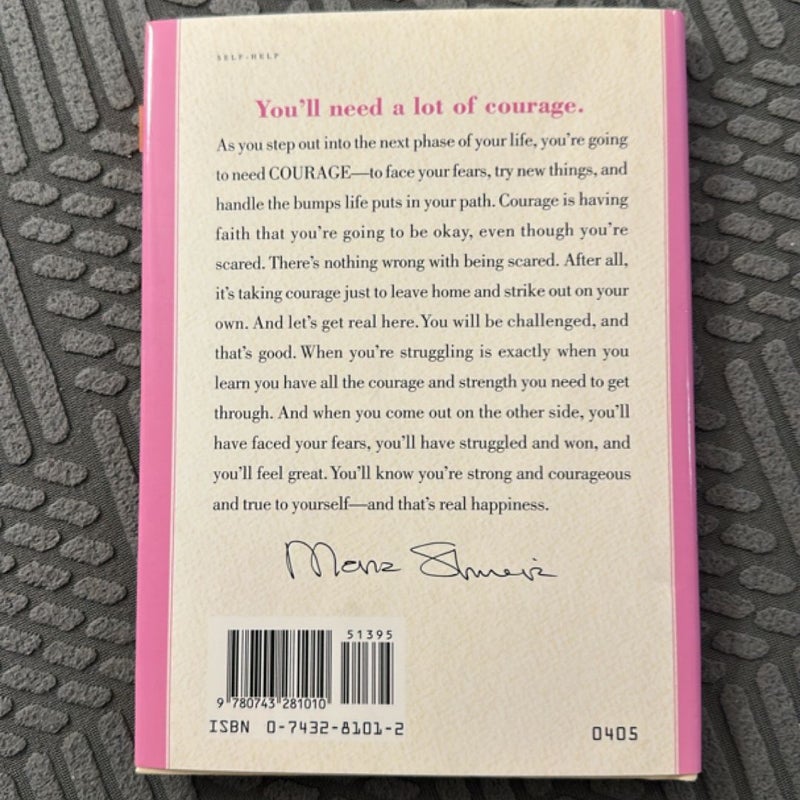 SELF-HELP
You'll need a lot of courage.
As you step out into the next phase of your life, you're going
to need COURAGE—to face your fears, try new things, and
handle the bumps life puts in your path. Courage is having
faith that you're going to be okay, even though you're
scared. There's nothing wrong with being scared. After all,
it's taking courage just to leave home and strike out on your
own. And let's get real here. You will be challenged, and
that's good. When you're struggling is exactly when you
learn you have all the courage and strength you need to get
through. And when you come out on the other side, you'll
have faced your fears, you'll have struggled and won, and
you'll feel great. You'll know you're strong and courageous
and true to yourself—and that's real happiness.
51395
9 780743 281010
ISBN 0-7432-8101-2
0405